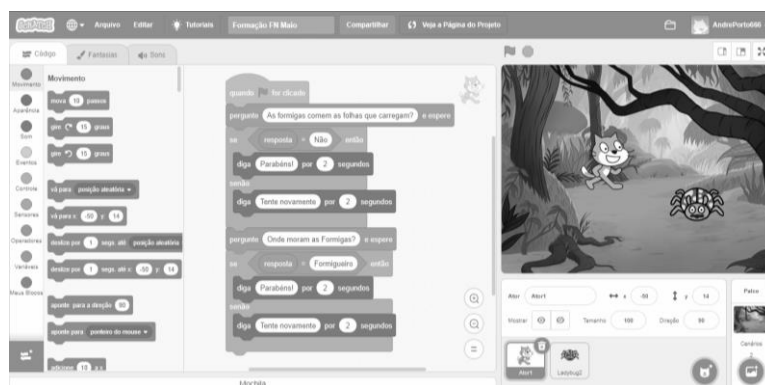 SCRATCH Arquivo Editar Tutoriais Formação FN Maio Compartilhar Veja a Página do Projeto AndrePorto666
Código Fantasias Sons
Movimento
Aparência
Som
Eventos
Controle
Sensores
Operadores
Variáveis
Meus Blocos
Movimento
mova 10 passos
gire 15 graus
gire 15 graus
vá para posição aleatória
vá para x: -50 y: 14
deslize por 1 segs. até posição aleatória
deslize por 1 segs. até x: -50 y: 14
aponte para a direção 90
aponte para ponteiro do mouse
adicione 10 a x
quando for clicado
pergunte As formigas comem as folhas que carregam? e espere
se resposta = Não então
diga Parabéns! por 2 segundos
senão
diga Tente novamente por 2 segundos
pergunte Onde moram as Formigas? e espere
se resposta = Formigueiro então
diga Parabéns! por 2 segundos
senão
diga Tente novamente por 2 segundos
Mochila
Ator Ator1 x -50 y 14
Mostrar Tamanho 100 Direção 90
Ator1 Ladybug2
Palco
Cenários
2